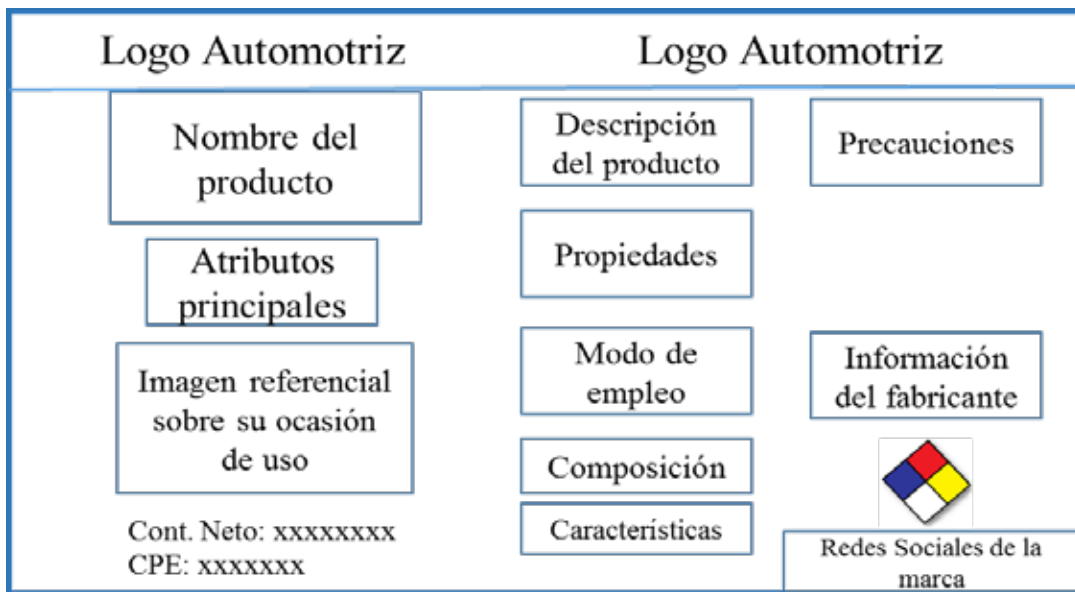 Logo Automotriz
Nombre del
producto
Atributos
principales
Imagen referencial
sobre su ocasión
de uso
Cont. Neto: xxxxxxxx
CPE: xxxxxxx
Logo Automotriz
Descripción
del producto
Propiedades
Modo de
empleo
Composición
Características
Precauciones
Información
del fabricante
Redes Sociales de la
marca